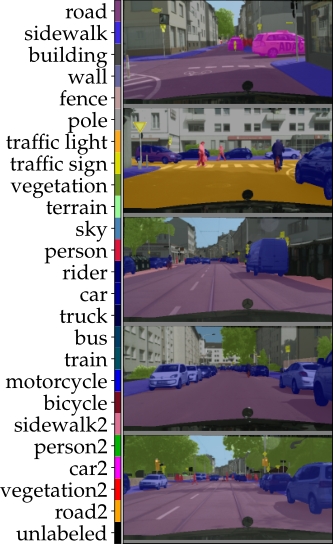 road
sidewalk
building
wall
fence
pole
traffic light
traffic sign
vegetation
terrain
sky
person
rider
car
truck
bus
train
motorcycle
bicycle
sidewalk2
person2
car2
vegetation2
road2
unlabeled